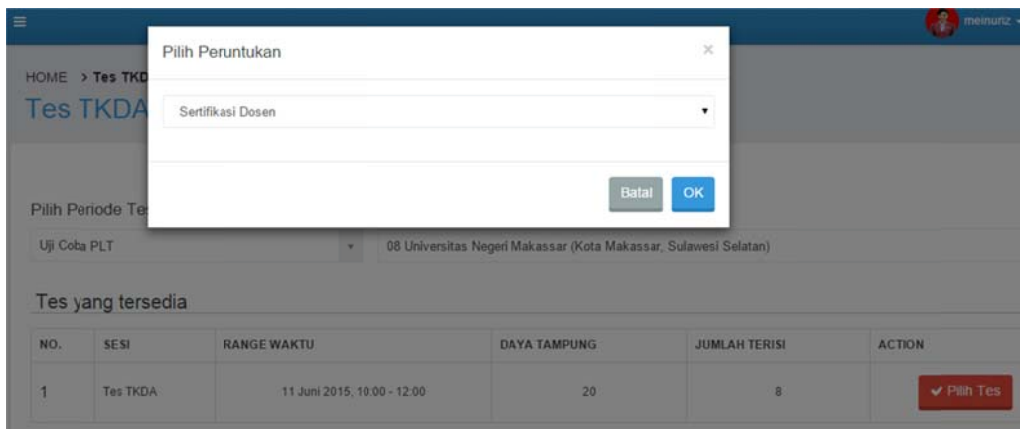 meinuriz
Pilih Peruntukan
×
HOME > Tes TKD
Tes TKDA
Sertifikasi Dosen
Batal
OK
Pilih Periode Te
Uji Coba PLT
08 Universitas Negeri Makassar (Kota Makassar, Sulawesi Selatan)
Tes yang tersedia
NO. SESI RANGE WAKTU DAYA TAMPUNG JUMLAH TERISI ACTION
1 Tes TKDA 11 Juni 2015, 10:00 - 12:00 20 8 Pilih Tes